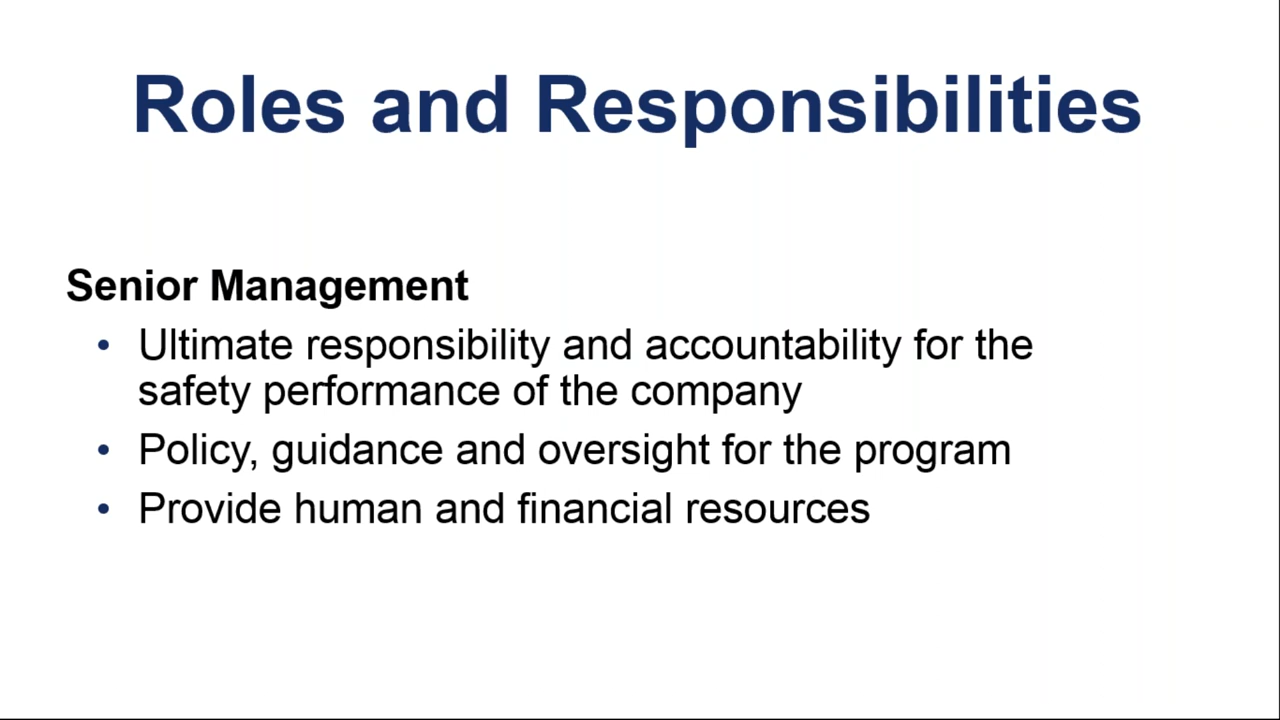 Roles and Responsibilities
Senior Management
• Ultimate responsibility and accountability for the
safety performance of the company
• Policy, guidance and oversight for the program
• Provide human and financial resources